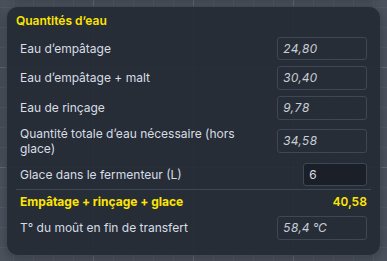 Quantités d'eau
Eau d'empâtage 24,80
Eau d'empâtage + malt 30,40
Eau de rinçage 9,78
Quantité totale d'eau nécessaire (hors
glace) 34,58
Glace dans le fermenteur (L) 6
Empâtage + rinçage + glace 40,58
T° du moût en fin de transfert 58,4 °C